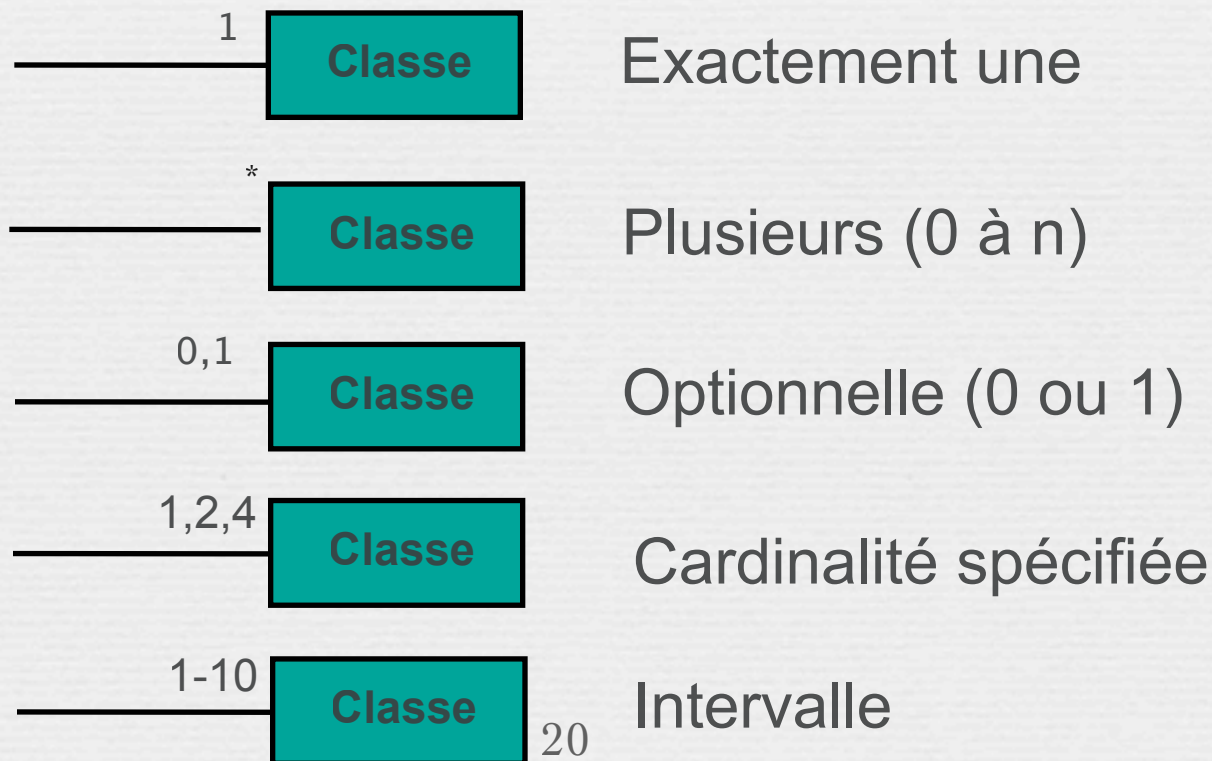 1
Classe Exactement une
*
Classe Plusieurs (0 à n)
0,1
Classe Optionnelle (0 ou 1)
1,2,4
Classe Cardinalité spécifiée
1-10
Classe Intervalle
20